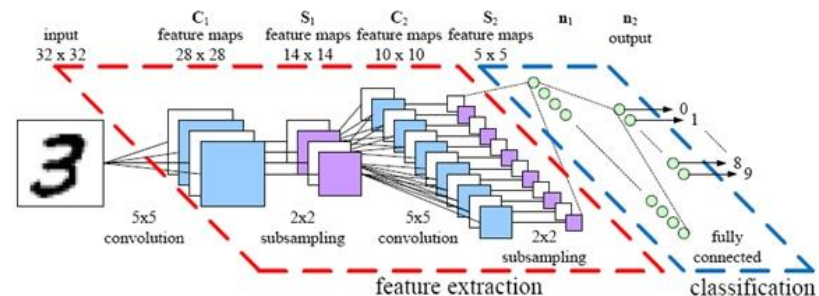 input
32 x 32
C₁
feature maps
28 x 28
S₁
feature maps
14 x 14
C₂
feature maps
10 x 10
S₂
feature maps
5 x 5
n₁
n₂
output
3
0
1
8
9
5x5
convolution
2x2
subsampling
5x5
convolution
2x2
subsampling
fully
connected
feature extraction
classification